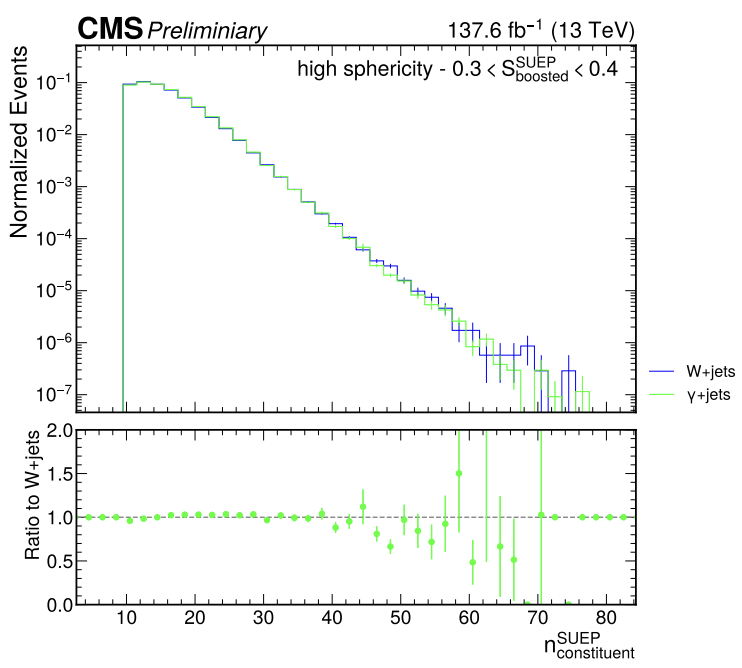 CMS Preliminiary 137.6 fb⁻¹ (13 TeV)
high sphericity - 0.3 < S^SUEP_boosted < 0.4
Normalized Events
10⁻¹
10⁻²
10⁻³
10⁻⁴
10⁻⁵
10⁻⁶
10⁻⁷
W+jets
γ+jets
Ratio to W+jets
2.0
1.5
1.0
0.5
0.0
10 20 30 40 50 60 70 80
n^SUEP_constituent